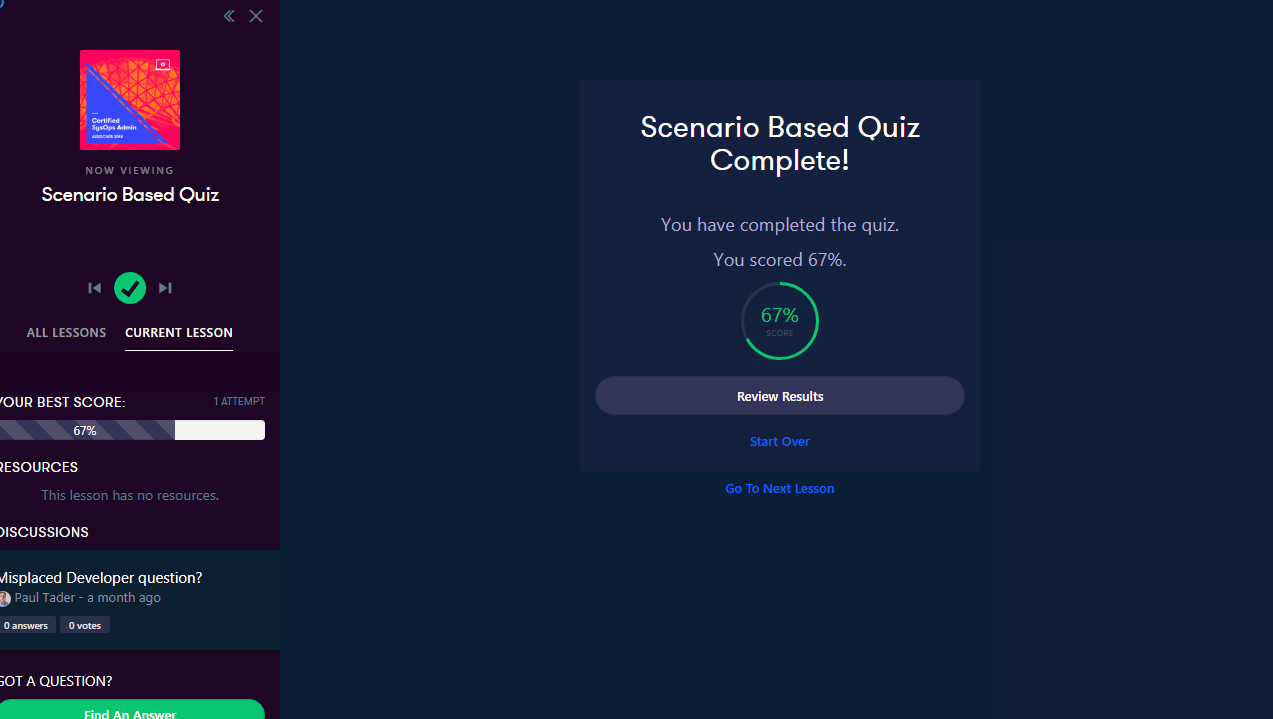 Certified
SysOps Admin
ASSOCIATE 2018
NOW VIEWING
Scenario Based Quiz
ALL LESSONS
CURRENT LESSON
YOUR BEST SCORE:
1 ATTEMPT
67%
RESOURCES
This lesson has no resources.
DISCUSSIONS
Misplaced Developer question?
Paul Tader - a month ago
0 answers
0 votes
GOT A QUESTION?
Find An Answer
Scenario Based Quiz
Complete!
You have completed the quiz.
You scored 67%.
67%
SCORE
Review Results
Start Over
Go To Next Lesson